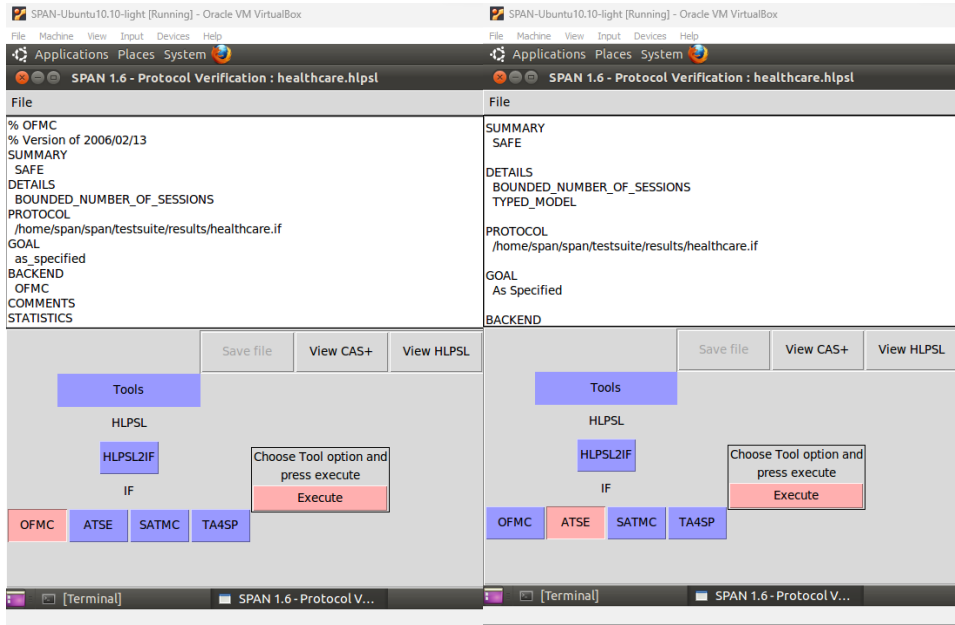 SPAN-Ubuntu10.10-light [Running] - Oracle VM VirtualBox
File Machine View Input Devices Help
Applications Places System
SPAN 1.6 - Protocol Verification : healthcare.hlpsl
File
% OFMC
% Version of 2006/02/13
SUMMARY
SAFE
DETAILS
BOUNDED_NUMBER_OF_SESSIONS
PROTOCOL
/home/span/span/testsuite/results/healthcare.if
GOAL
as_specified
BACKEND
OFMC
COMMENTS
STATISTICS
Save file View CAS+ View HLPSL
Tools
HLPSL
HLPSL2IF
Choose Tool option and
press execute
IF
Execute
OFMC ATSE SATMC TA4SP
[Terminal] SPAN 1.6 - Protocol V...
SPAN-Ubuntu10.10-light [Running] - Oracle VM VirtualBox
File Machine View Input Devices Help
Applications Places System
SPAN 1.6 - Protocol Verification : healthcare.hlpsl
File
SUMMARY
SAFE
DETAILS
BOUNDED_NUMBER_OF_SESSIONS
TYPED_MODEL
PROTOCOL
/home/span/span/testsuite/results/healthcare.if
GOAL
As Specified
BACKEND
Save file View CAS+ View HLPSL
Tools
HLPSL
HLPSL2IF
Choose Tool option and
press execute
IF
Execute
OFMC ATSE SATMC TA4SP
[Terminal] SPAN 1.6 - Protocol V...